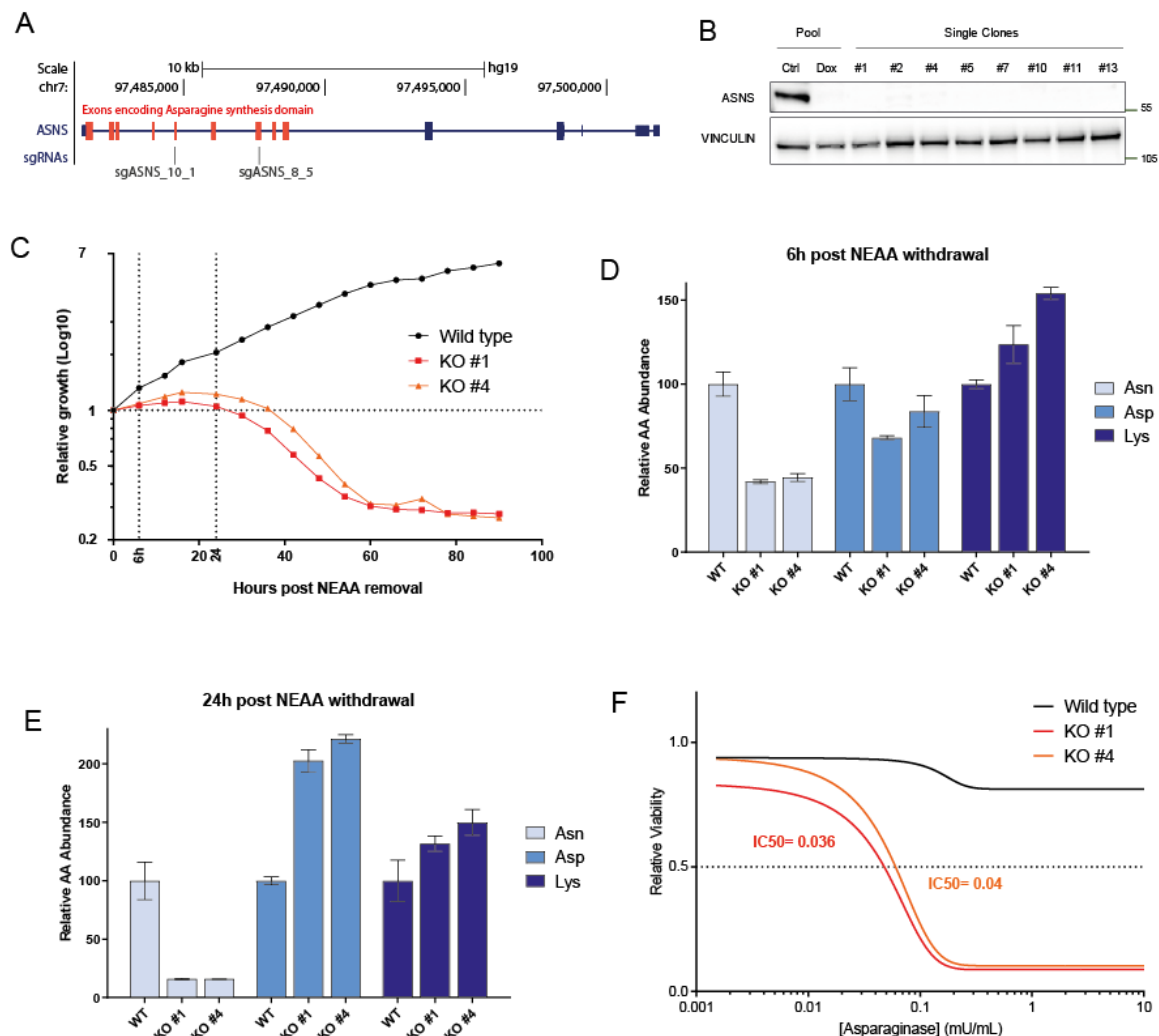 A
Scale
10 kb
hg19
chr7:
97,485,000
97,490,000
97,495,000
97,500,000
Exons encoding Asparagine synthesis domain
ASNS
sgRNAs
sgASNS_10_1
sgASNS_8_5
B
Pool
Single Clones
Ctrl
Dox
#1
#2
#4
#5
#7
#10
#11
#13
ASNS
55
VINCULIN
105
C
7
1
0.5
0.2
Relative growth (Log10)
Wild type
KO #1
KO #4
0
6h
20
24
40
60
80
100
Hours post NEAA removal
D
6h post NEAA withdrawal
150
100
50
0
Relative AA Abundance
WT
KO #1
KO #4
WT
KO #1
KO #4
WT
KO #1
KO #4
Asn
Asp
Lys
E
24h post NEAA withdrawal
200
150
100
50
0
Relative AA Abundance
WT
KO #1
KO #4
WT
KO #1
KO #4
WT
KO #1
KO #4
Asn
Asp
Lys
F
Wild type
KO #1
KO #4
1.0
0.5
0.0
Relative Viability
IC50= 0.036
IC50= 0.04
0.001
0.01
0.1
1
10
[Asparaginase] (mU/mL)